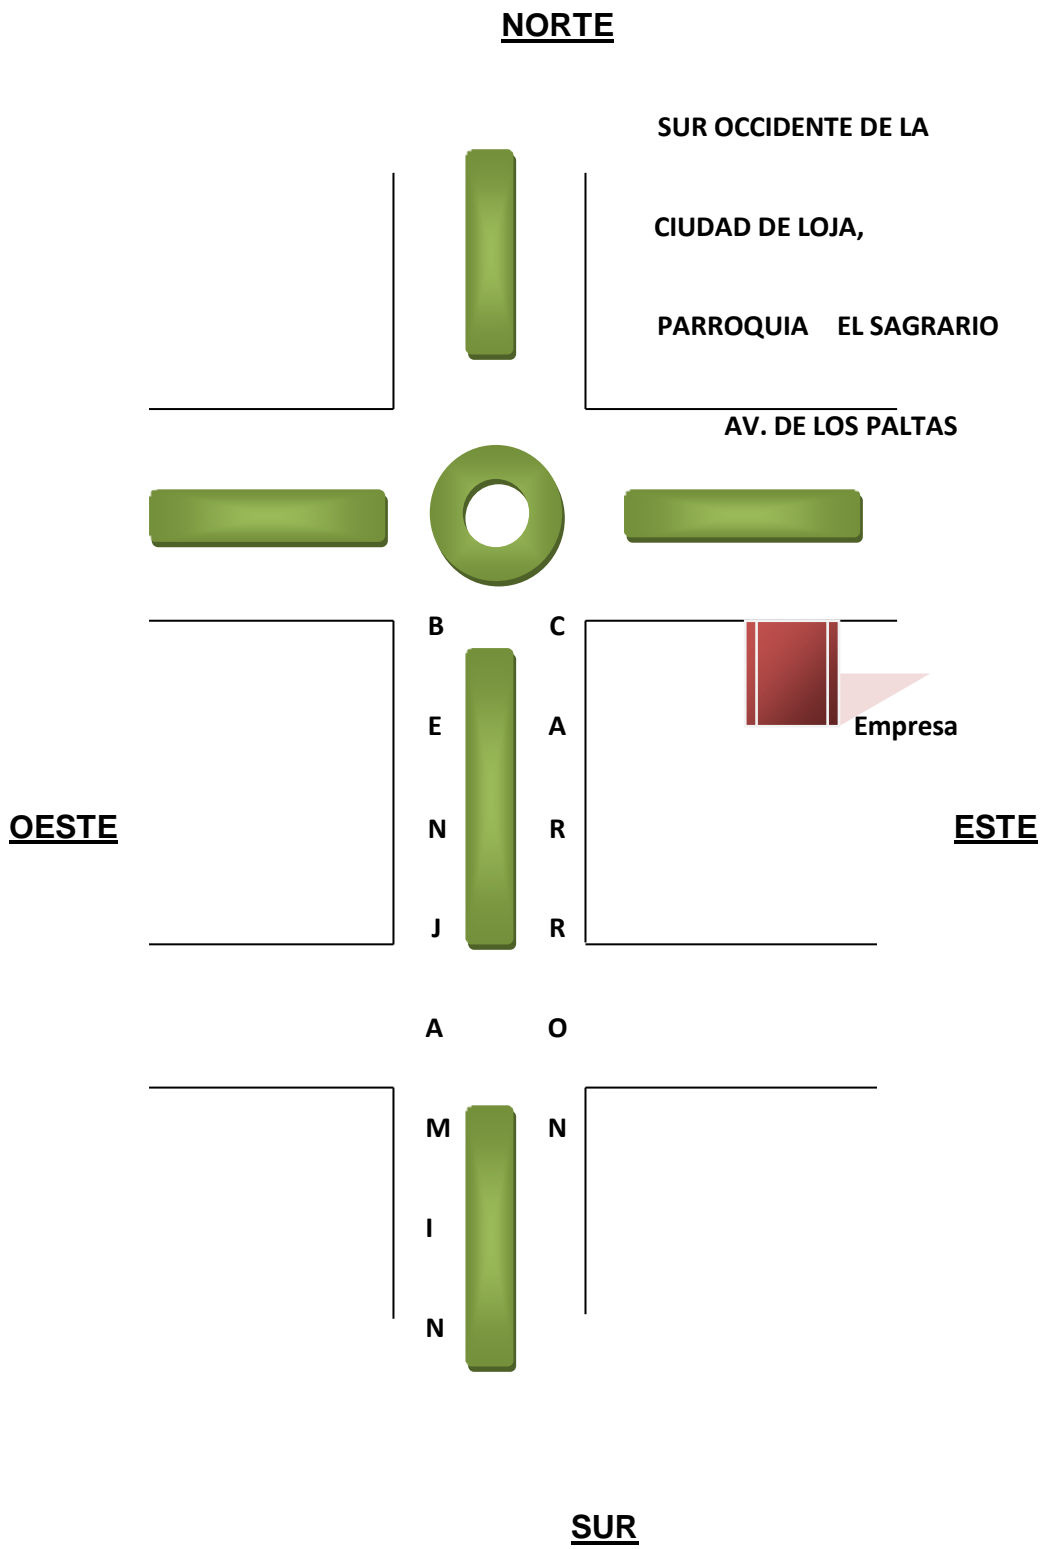 NORTE
SUR OCCIDENTE DE LA
CIUDAD DE LOJA,
PARROQUIA EL SAGRARIO
AV. DE LOS PALTAS
B C
E A
Empresa
N R
OESTE
ESTE
J R
A O
M N
I
N
SUR